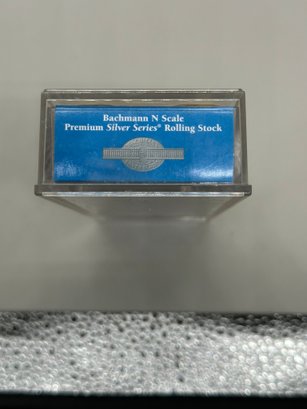 Bachmann N Scale
Premium Silver Series® Rolling Stock